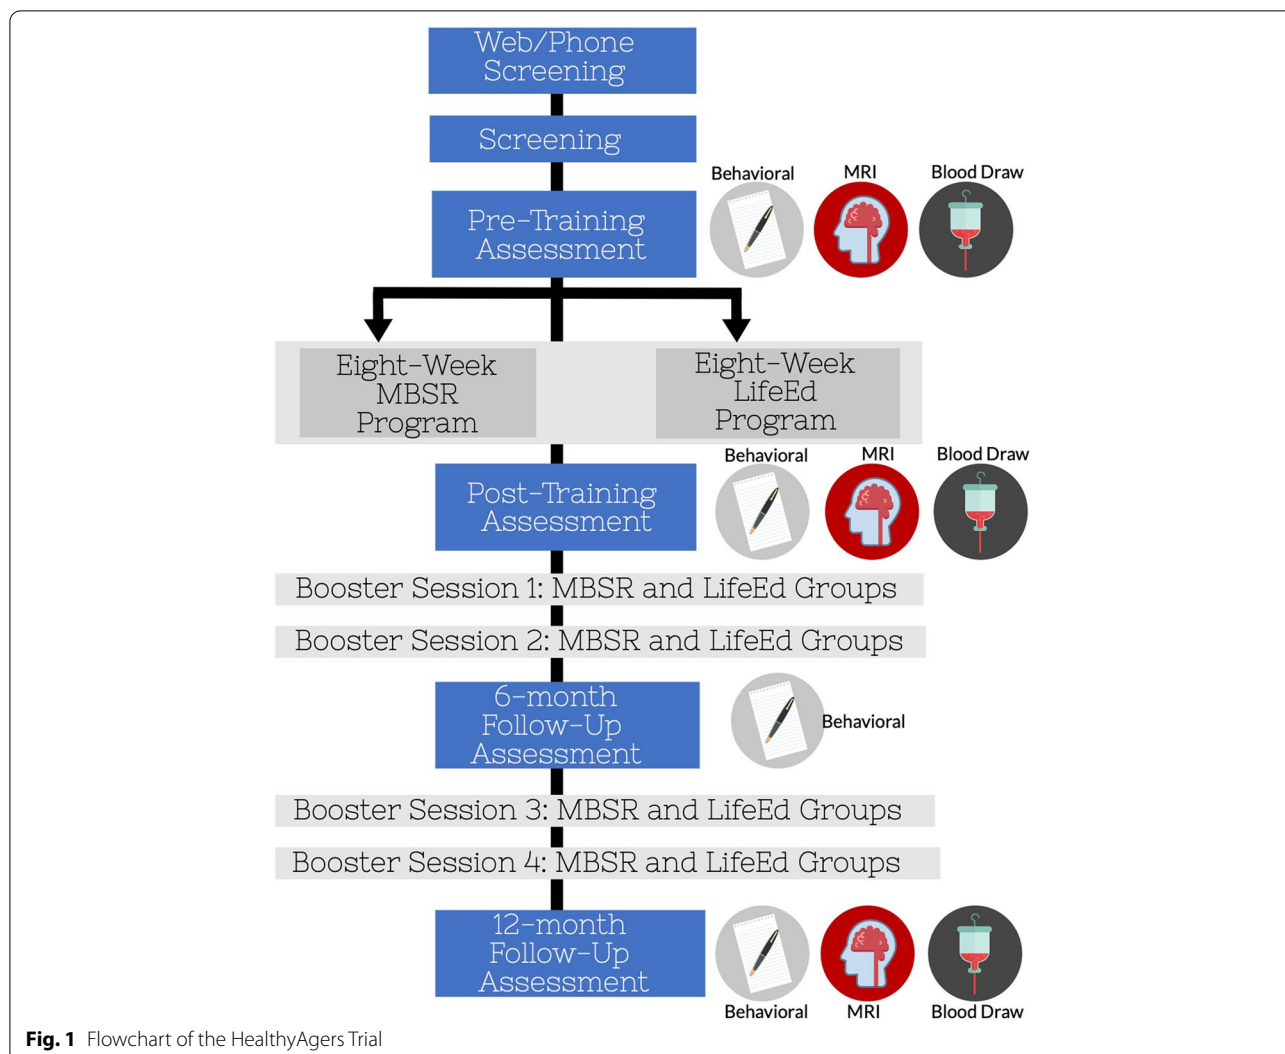 Web/Phone
Screening
Screening
Behavioral
MRI
Blood Draw
Pre-Training
Assessment
Eight-Week
MBSR
Program
Eight-Week
LifeEd
Program
Behavioral
MRI
Blood Draw
Post-Training
Assessment
Booster Session 1: MBSR and LifeEd Groups
Booster Session 2: MBSR and LifeEd Groups
6-month
Follow-Up
Assessment
Behavioral
Booster Session 3: MBSR and LifeEd Groups
Booster Session 4: MBSR and LifeEd Groups
12-month
Follow-Up
Assessment
Behavioral
MRI
Blood Draw
Fig. 1 Flowchart of the HealthyAgers Trial